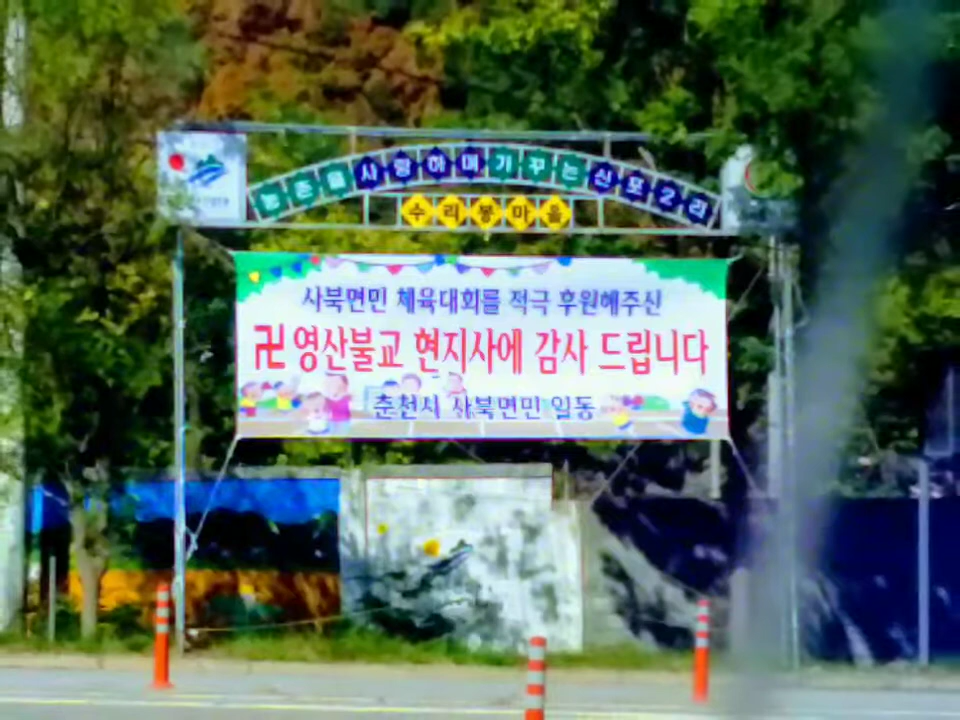 농촌을사랑하며가꾸는신포2리
수리봉마을
사북면민 체육대회를 적극 후원해주신
卍영산불교 현지사에 감사 드립니다
춘천시 사북면민 일동